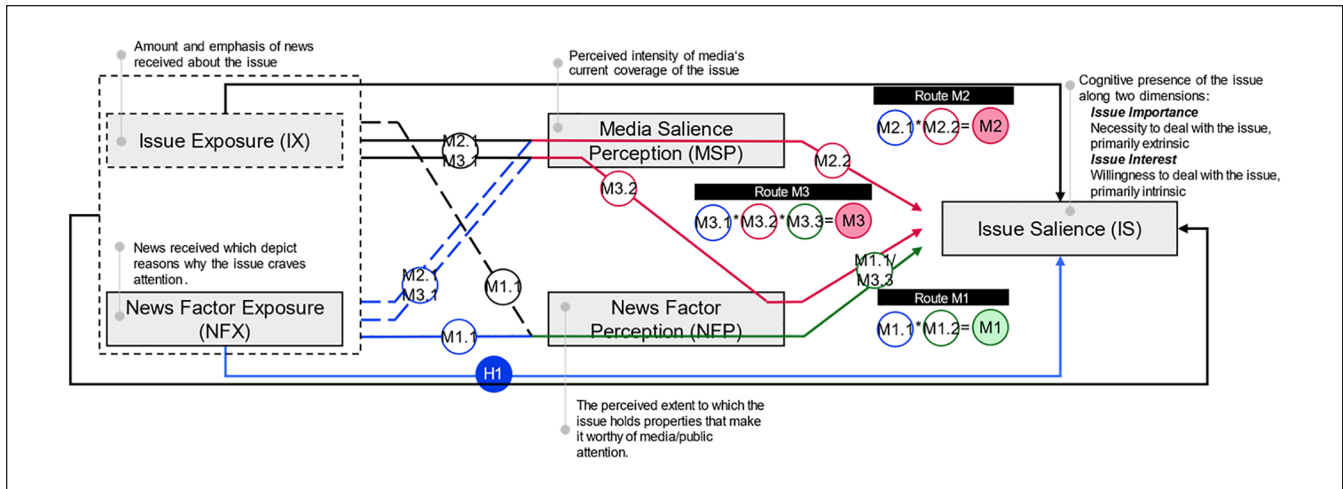 Amount and emphasis of news
received about the issue
Issue Exposure (IX)
News received which depict
reasons why the issue craves
attention.
News Factor Exposure
(NFX)
M2.1
M3.1
M2.1
M3.1
M1.1
M1.1
H1
Perceived intensity of media's
current coverage of the issue
Media Salience
Perception (MSP)
M3.2
M2.2
News Factor
Perception (NFP)
The perceived extent to which the
issue holds properties that make
it worthy of media/public
attention.
Route M2
M2.1*M2.2=M2
Route M3
M3.1*M3.2*M3.3=M3
M1.1/
M3.3
Route M1
M1.1*M1.2=M1
Cognitive presence of the issue
along two dimensions:
Issue Importance
Necessity to deal with the issue,
primarily extrinsic
Issue Interest
Willingness to deal with the issue,
primarily intrinsic
Issue Salience (IS)